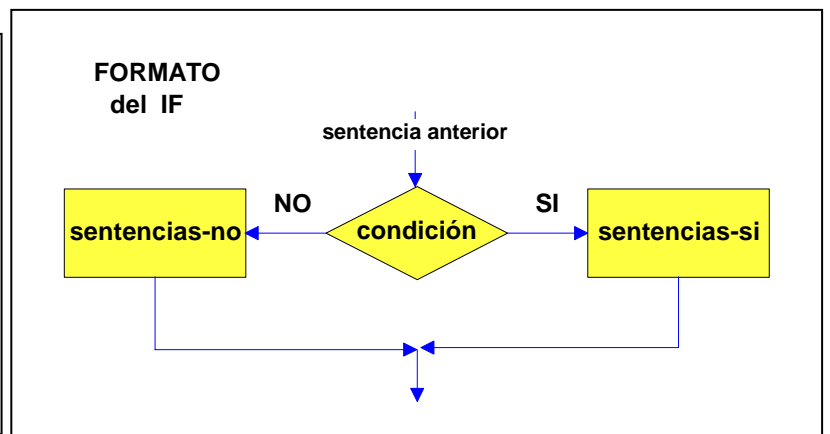 FORMATO
del IF
sentencia anterior
NO
SI
sentencias-no
condición
sentencias-si